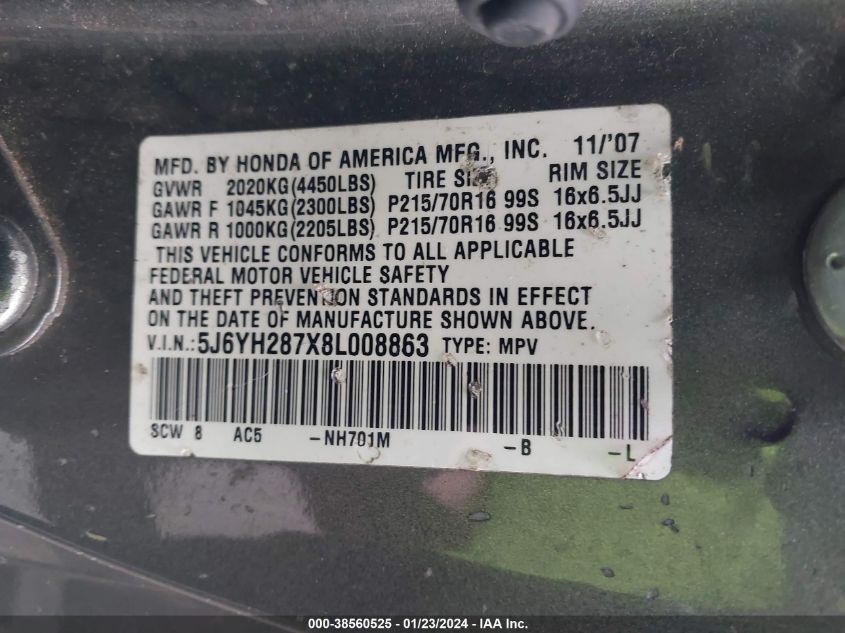 MFD. BY HONDA OF AMERICA MFG., INC. 11/'07
GVWR 2020KG(4450LBS) TIRE SIZE RIM SIZE
GAWR F 1045KG(2300LBS) P215/70R16 99S 16x6.5JJ
GAWR R 1000KG(2205LBS) P215/70R16 99S 16x6.5JJ
THIS VEHICLE CONFORMS TO ALL APPLICABLE
FEDERAL MOTOR VEHICLE SAFETY
AND THEFT PREVENTION STANDARDS IN EFFECT
ON THE DATE OF MANUFACTURE SHOWN ABOVE.
V.I.N.: 5J6YH287X8L008863 TYPE: MPV
SCW 8 AC5 -NH701M -B -L
000-38560525 - 01/23/2024 - IAA Inc.